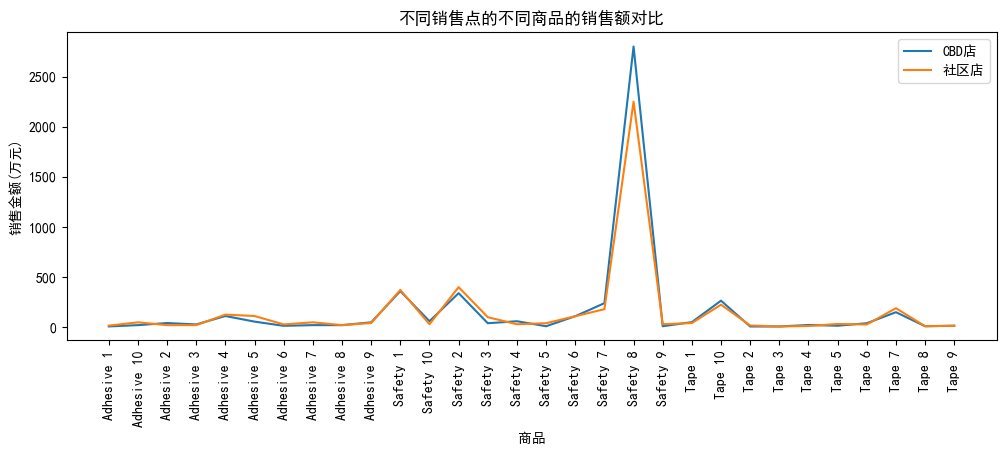 不同销售点的不同商品的销售额对比
CBD店
社区店
销售金额(万元)
2500
2000
1500
1000
500
0
Adhesive 1
Adhesive 10
Adhesive 2
Adhesive 3
Adhesive 4
Adhesive 5
Adhesive 6
Adhesive 7
Adhesive 8
Adhesive 9
Safety 1
Safety 10
Safety 2
Safety 3
Safety 4
Safety 5
Safety 6
Safety 7
Safety 8
Safety 9
Tape 1
Tape 10
Tape 2
Tape 3
Tape 4
Tape 5
Tape 6
Tape 7
Tape 8
Tape 9
商品